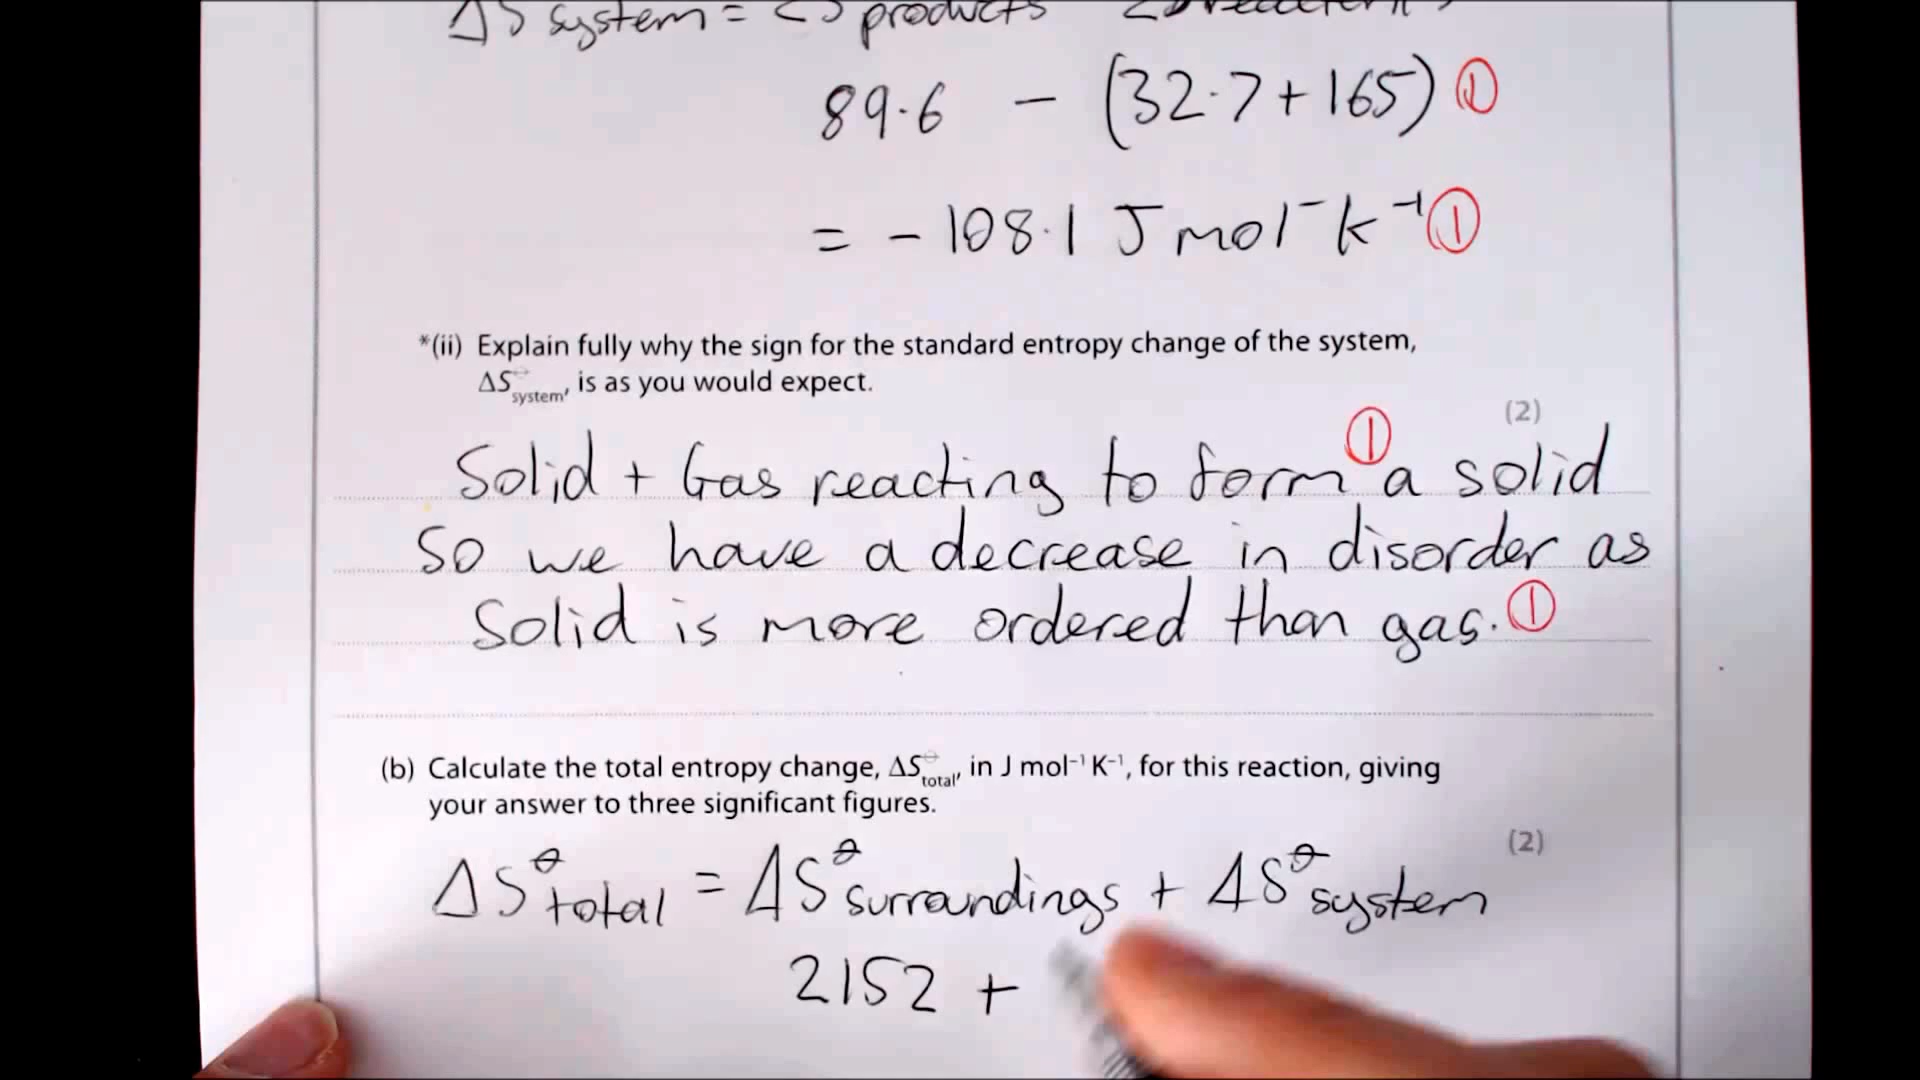 ΔS system = ΣS products
89.6 - (32.7+165) ①
= -108.1 J mol⁻ K⁻¹ ①
*(ii) Explain fully why the sign for the standard entropy change of the system,
ΔS⦵system, is as you would expect.
(2)
Solid + Gas reacting to form ① a solid
so we have a decrease in disorder as
Solid is more ordered than gas. ①
(b) Calculate the total entropy change, ΔS⦵total, in J mol⁻¹ K⁻¹, for this reaction, giving
your answer to three significant figures.
(2)
ΔS⦵total = ΔS⦵surroundings + ΔS⦵system
2152 +